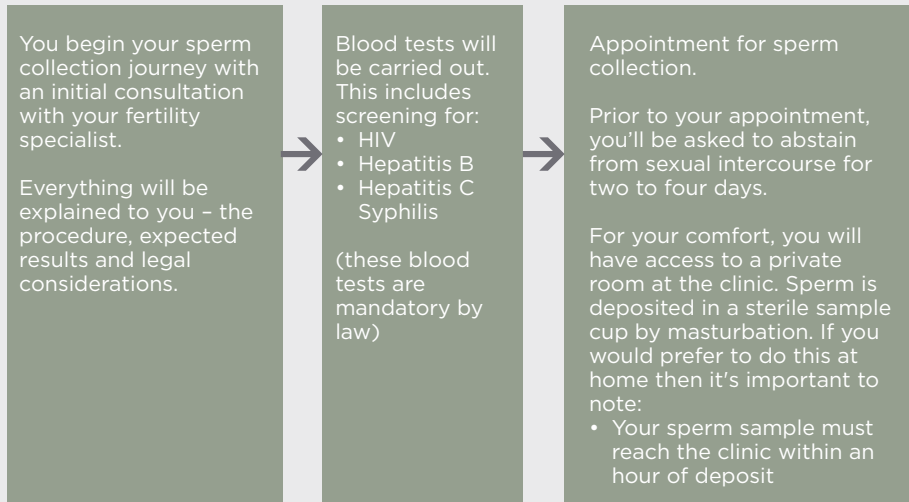 You begin your sperm
collection journey with
an initial consultation
with your fertility
specialist.
Everything will be
explained to you – the
procedure, expected
results and legal
considerations.
Blood tests will
be carried out.
This includes
screening for:
• HIV
• Hepatitis B
• Hepatitis C
Syphilis
(these blood
tests are
mandatory by
law)
Appointment for sperm
collection.
Prior to your appointment,
you’ll be asked to abstain
from sexual intercourse for
two to four days.
For your comfort, you will
have access to a private
room at the clinic. Sperm is
deposited in a sterile sample
cup by masturbation. If you
would prefer to do this at
home then it's important to
note:
• Your sperm sample must
reach the clinic within an
hour of deposit